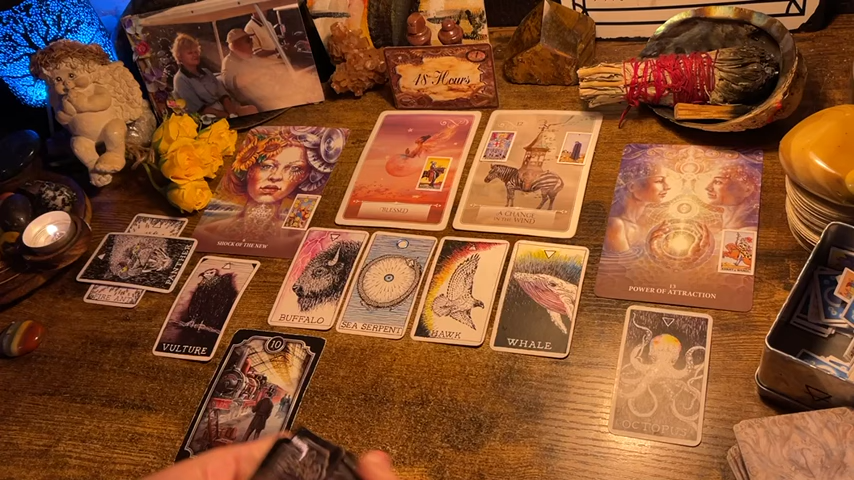 48 Hours
BLESSED
A CHANGE
IN THE WIND
SHOCK OF THE NEW
13
POWER OF ATTRACTION
BUFFALO
SEA SERPENT
HAWK
WHALE
VULTURE
OCTOPUS
10